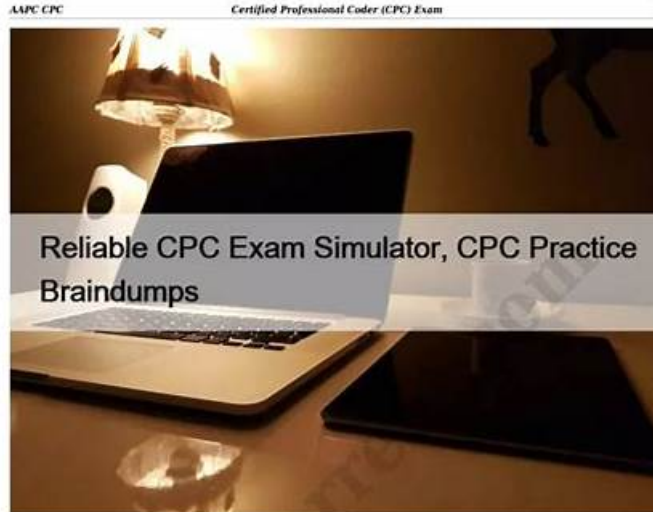 AAPC CPC Certified Professional Coder (CPC) Exam
Reliable CPC Exam Simulator, CPC Practice
Braindumps